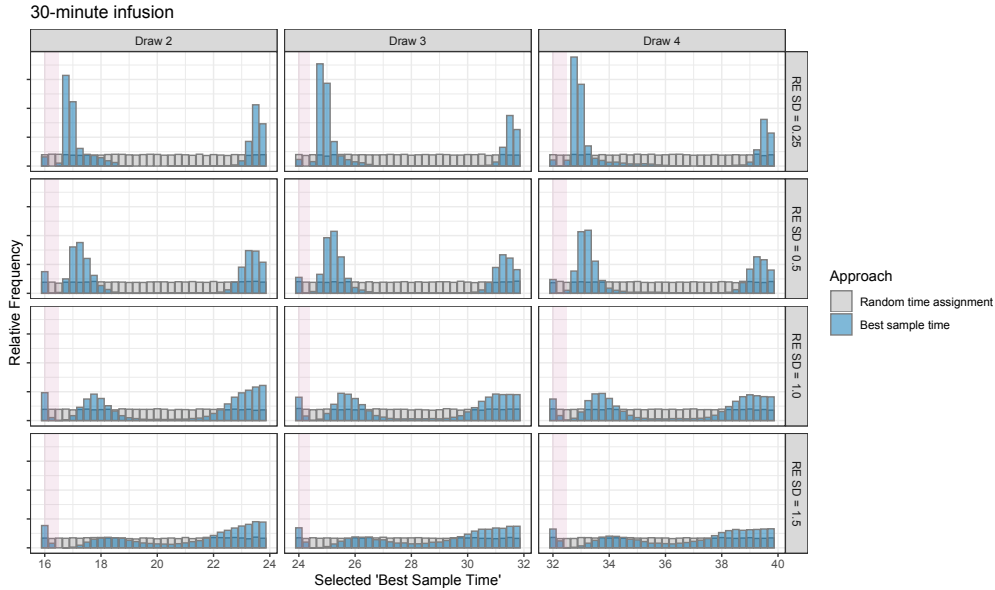 30-minute infusion
Draw 2
Draw 3
Draw 4
RE SD = 0.25
RE SD = 0.5
RE SD = 1.0
RE SD = 1.5
Relative Frequency
16 18 20 22 24
24 26 28 30 32
32 34 36 38 40
Selected 'Best Sample Time'
Approach
Random time assignment
Best sample time